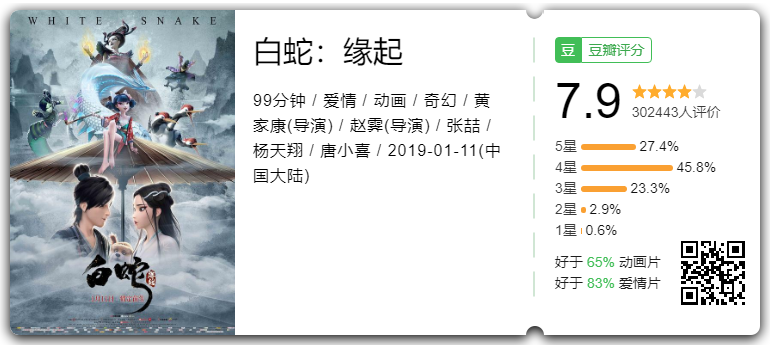 WHITE SNAKE
白蛇
白蛇：缘起
99分钟 / 爱情 / 动画 / 奇幻 / 黄
家康(导演) / 赵霁(导演) / 张喆 /
杨天翔 / 唐小喜 / 2019-01-11(中
国大陆)
豆 豆瓣评分
7.9
302443人评价
5星 27.4%
4星 45.8%
3星 23.3%
2星 2.9%
1星 0.6%
好于 65% 动画片
好于 83% 爱情片